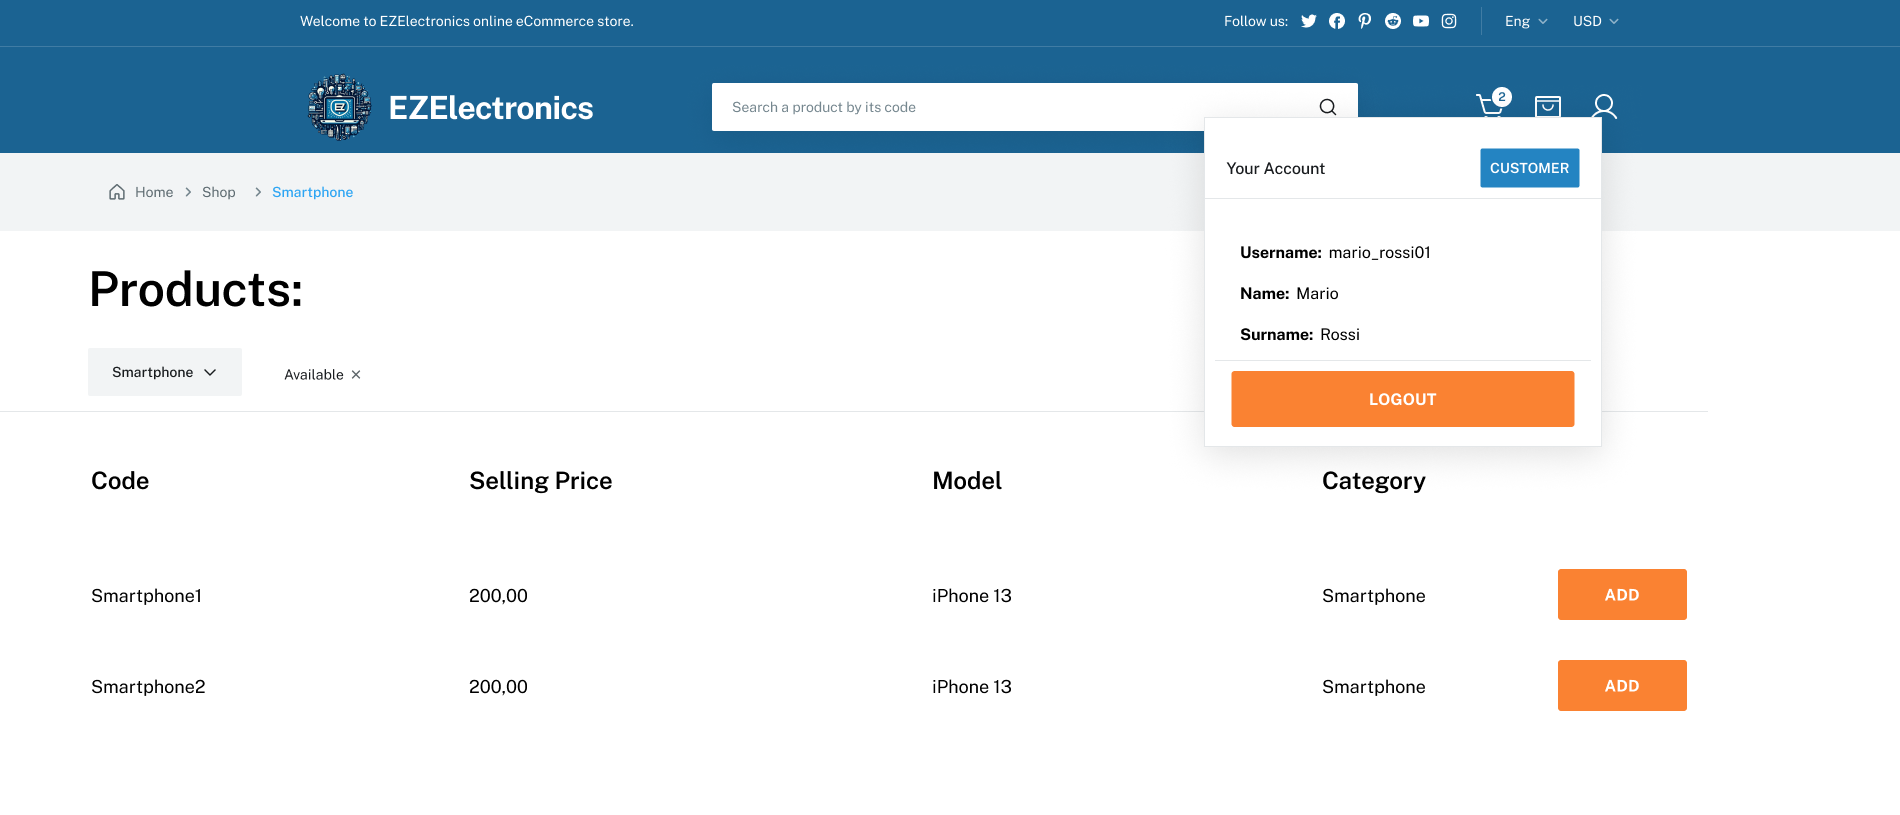 Welcome to EZElectronics online eCommerce store.
Follow us:
Eng
USD
EZ
EZElectronics
Search a product by its code
2
Home
Shop
Smartphone
Your Account
CUSTOMER
Username: mario_rossi01
Name: Mario
Surname: Rossi
LOGOUT
Products:
Smartphone
Available
Code Selling Price Model Category
Smartphone1 200,00 iPhone 13 Smartphone ADD
Smartphone2 200,00 iPhone 13 Smartphone ADD